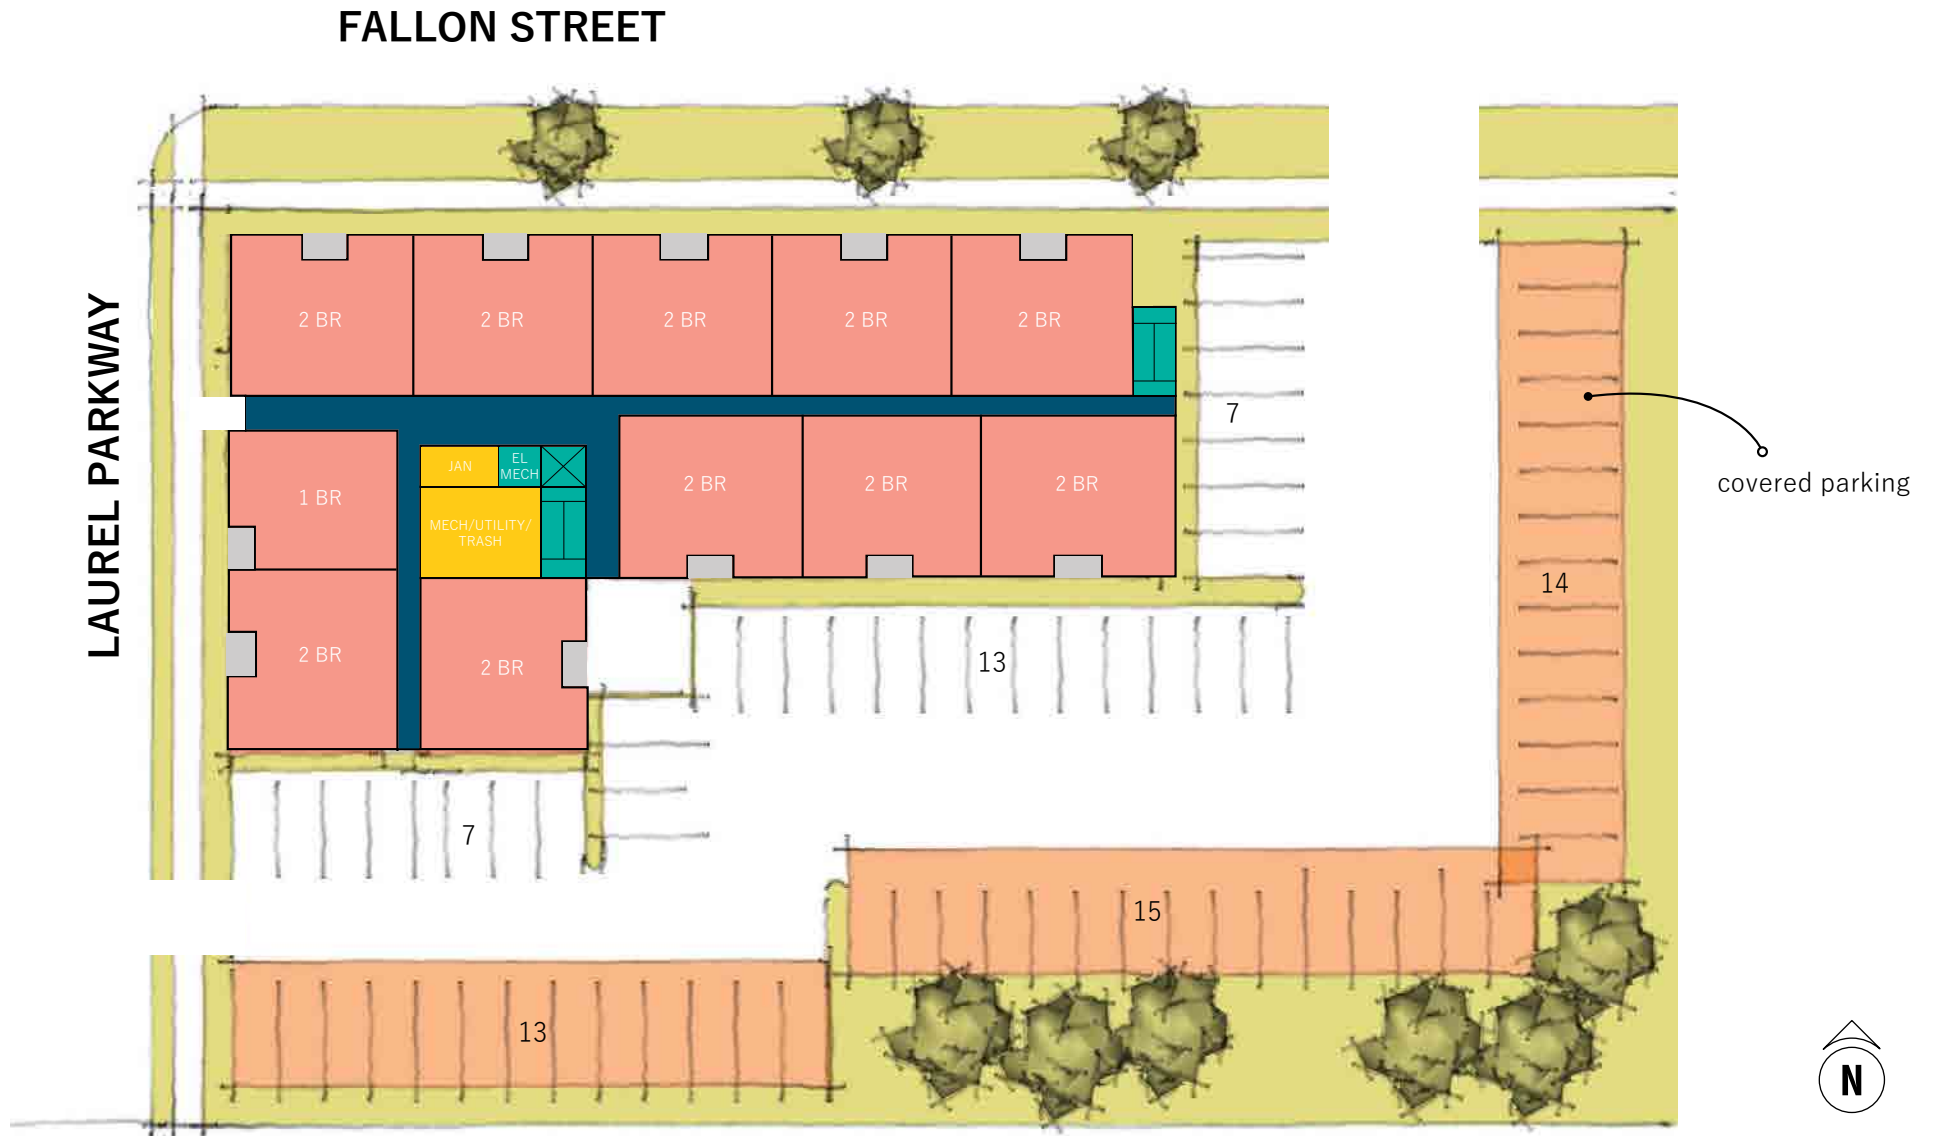 FALLON STREET
LAUREL PARKWAY
2 BR
2 BR
2 BR
2 BR
2 BR
7
1 BR
JAN
EL
MECH
MECH/UTILITY/
TRASH
2 BR
2 BR
2 BR
covered parking
14
2 BR
2 BR
13
7
15
13
N